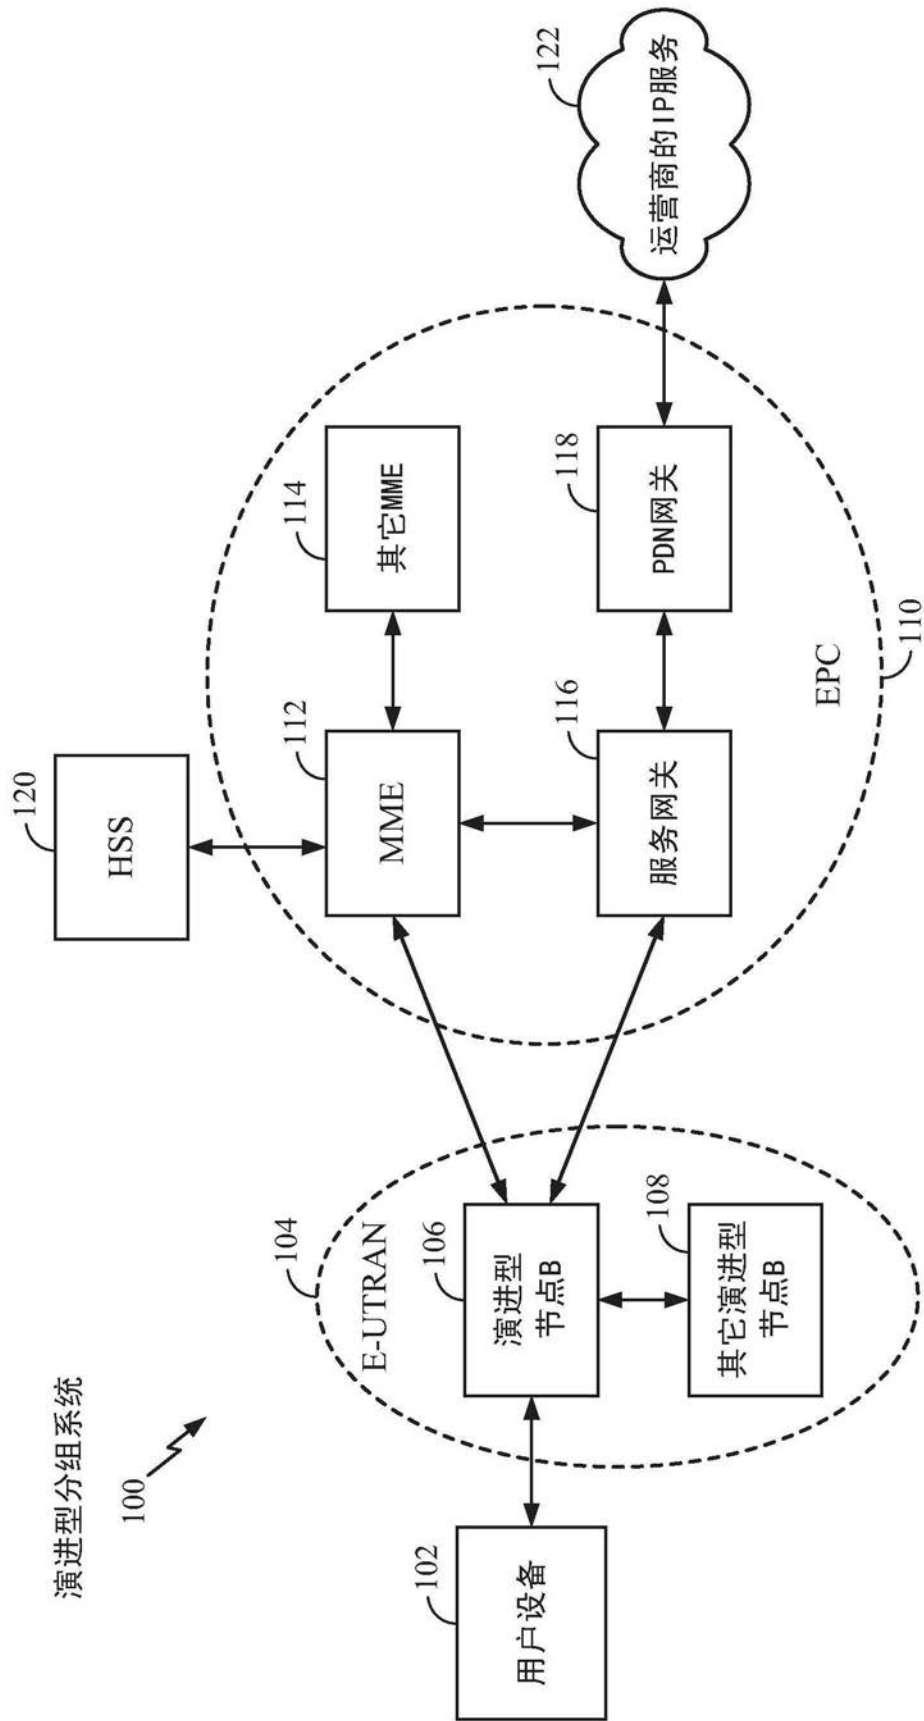 演进型分组系统
100
120
HSS
104
E-UTRAN
112
MME
114
其它MME
122
运营商的IP服务
102
用户设备
106
演进型
节点B
108
其它演进型
节点B
116
服务网关
118
PDN网关
EPC
110